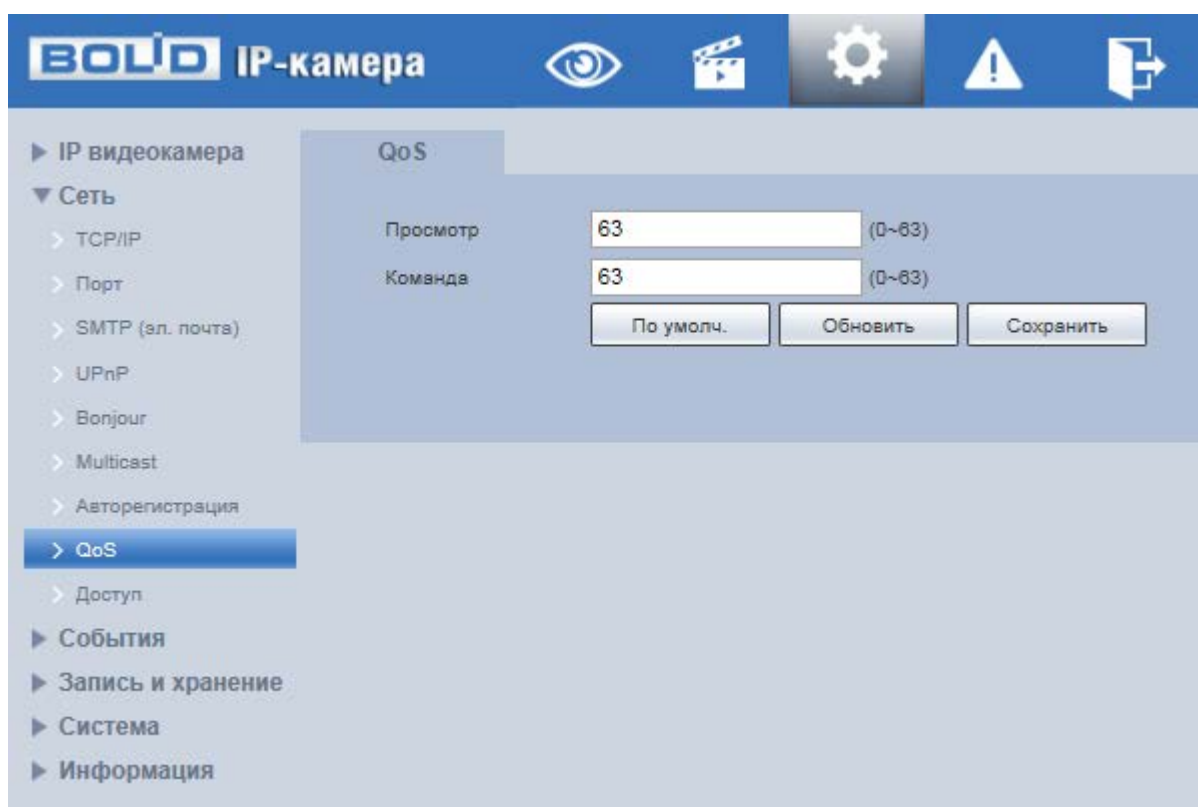 BOLID IP-камера
IP видеокамера
Сеть
TCP/IP
Порт
SMTP (эл. почта)
UPnP
Bonjour
Multicast
Авторегистрация
QoS
Доступ
События
Запись и хранение
Система
Информация
QoS
Просмотр 63 (0~63)
Команда 63 (0~63)
По умолч. Обновить Сохранить